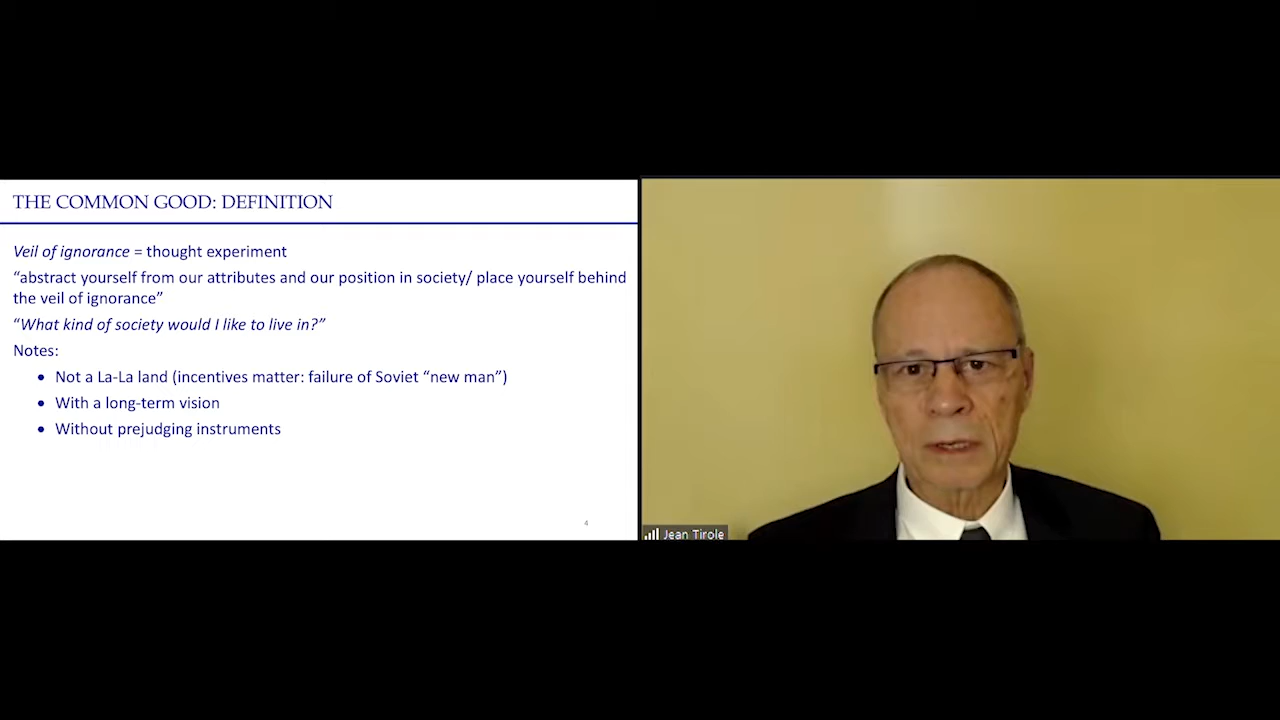 THE COMMON GOOD: DEFINITION
Veil of ignorance = thought experiment
“abstract yourself from our attributes and our position in society/ place yourself behind
the veil of ignorance”
“What kind of society would I like to live in?”
Notes:
• Not a La-La land (incentives matter: failure of Soviet “new man”)
• With a long-term vision
• Without prejudging instruments
4
Jean Tirole